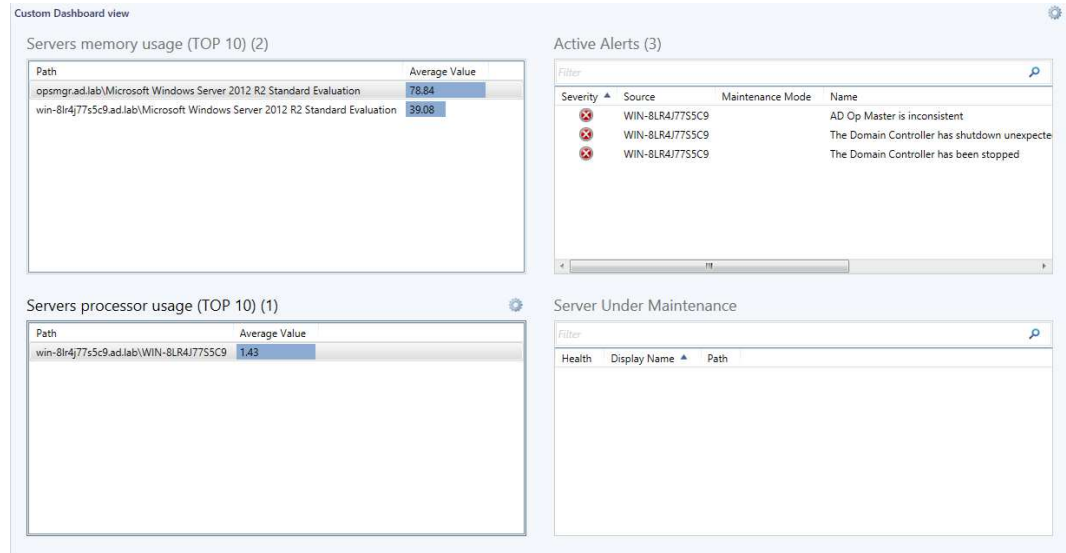 Custom Dashboard view
Servers memory usage (TOP 10) (2)
Path Average Value
opsmgr.ad.lab\Microsoft Windows Server 2012 R2 Standard Evaluation 78.84
win-8lr4j77s5c9.ad.lab\Microsoft Windows Server 2012 R2 Standard Evaluation 39.08
Active Alerts (3)
Filter
Severity Source Maintenance Mode Name
WIN-8LR4J77S5C9 AD Op Master is inconsistent
WIN-8LR4J77S5C9 The Domain Controller has shutdown unexpecte
WIN-8LR4J77S5C9 The Domain Controller has been stopped
Servers processor usage (TOP 10) (1)
Path Average Value
win-8lr4j77s5c9.ad.lab\WIN-8LR4J77S5C9 1.43
Server Under Maintenance
Filter
Health Display Name Path